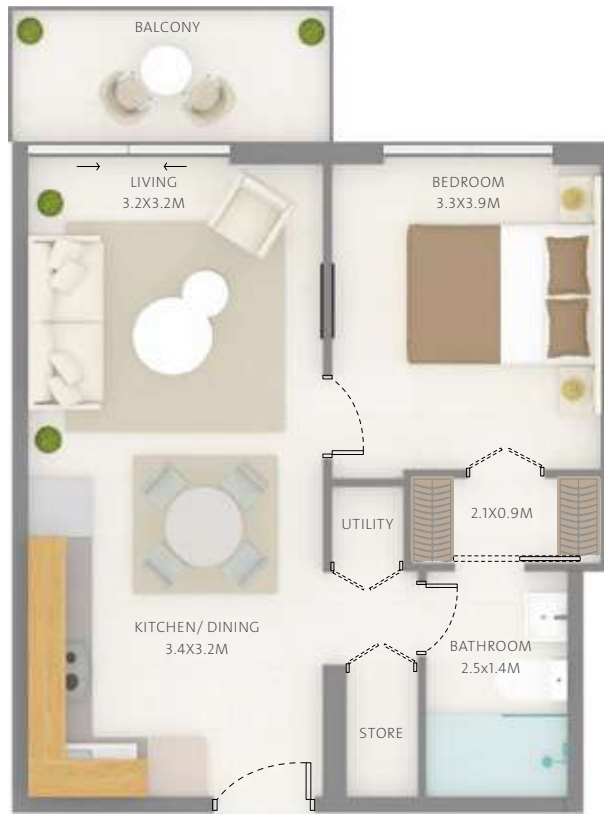 BALCONY
LIVING
3.2X3.2M
BEDROOM
3.3X3.9M
2.1X0.9M
UTILITY
KITCHEN/ DINING
3.4X3.2M
BATHROOM
2.5x1.4M
STORE